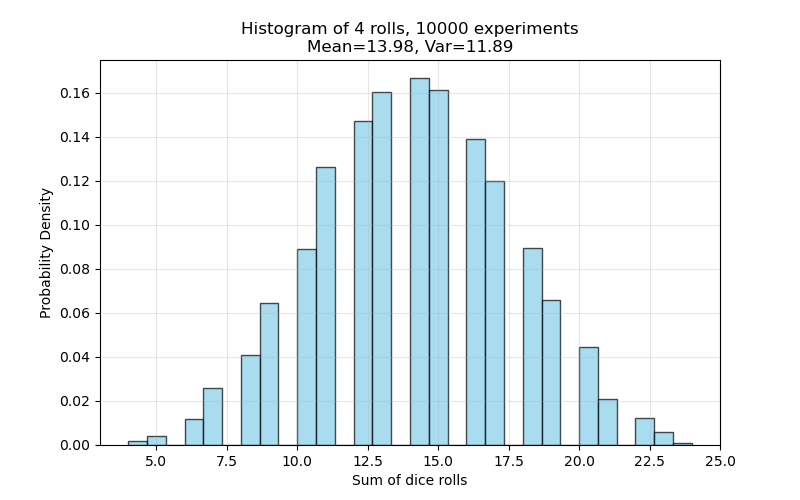 Histogram of 4 rolls, 10000 experiments
Mean=13.98, Var=11.89
Probability Density
0.16
0.14
0.12
0.10
0.08
0.06
0.04
0.02
0.00
5.0 7.5 10.0 12.5 15.0 17.5 20.0 22.5 25.0
Sum of dice rolls